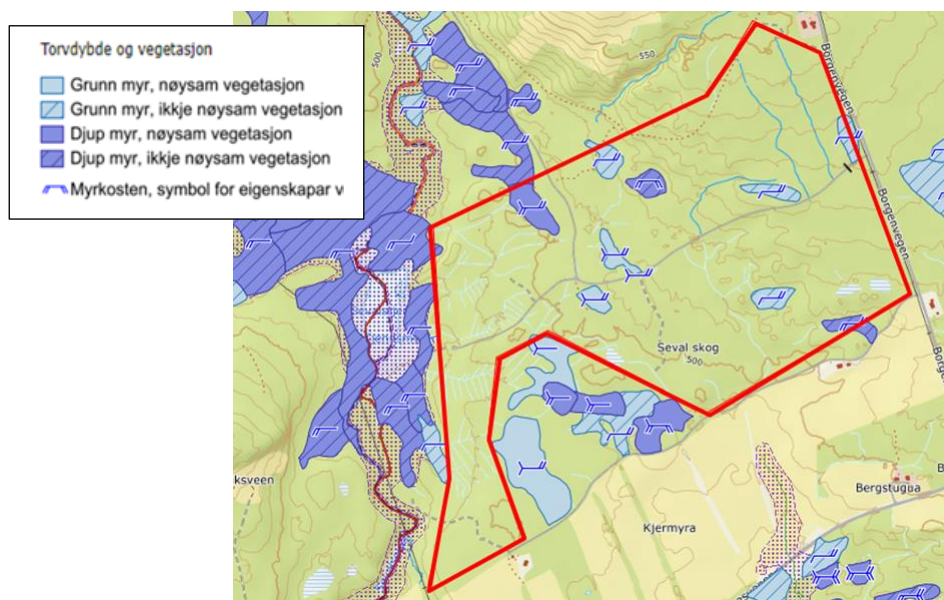 Torvdybde og vegetasjon
Grunn myr, nøysam vegetasjon
Grunn myr, ikkje nøysam vegetasjon
Djup myr, nøysam vegetasjon
Djup myr, ikkje nøysam vegetasjon
Myrkosten, symbol for eigenskapar v
500
550
Borgenvegen
Borgenvegen
Seval skog
500
Borge
ksveen
Bergstugua
B
Kjermyra